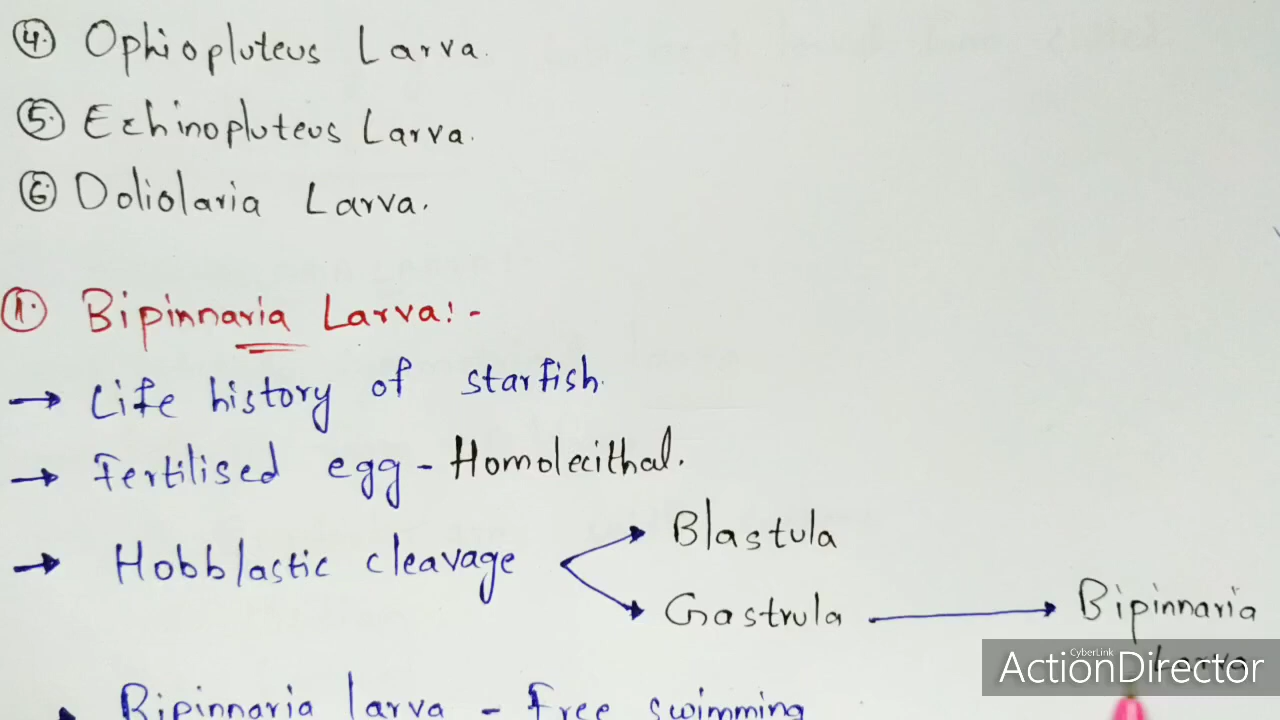 ④ Ophiopluteus Larva.
⑤ Echinopluteus Larva.
⑥ Doliolaria Larva.
① Bipinnaria Larva:-
→ Life history of starfish.
→ Fertilised egg - Homolecithal.
→ Hobblastic cleavage
Blastula
Gastrula → Bipinnaria
Larva
CyberLink
ActionDirector
Bipinnaria larva - Free swimming